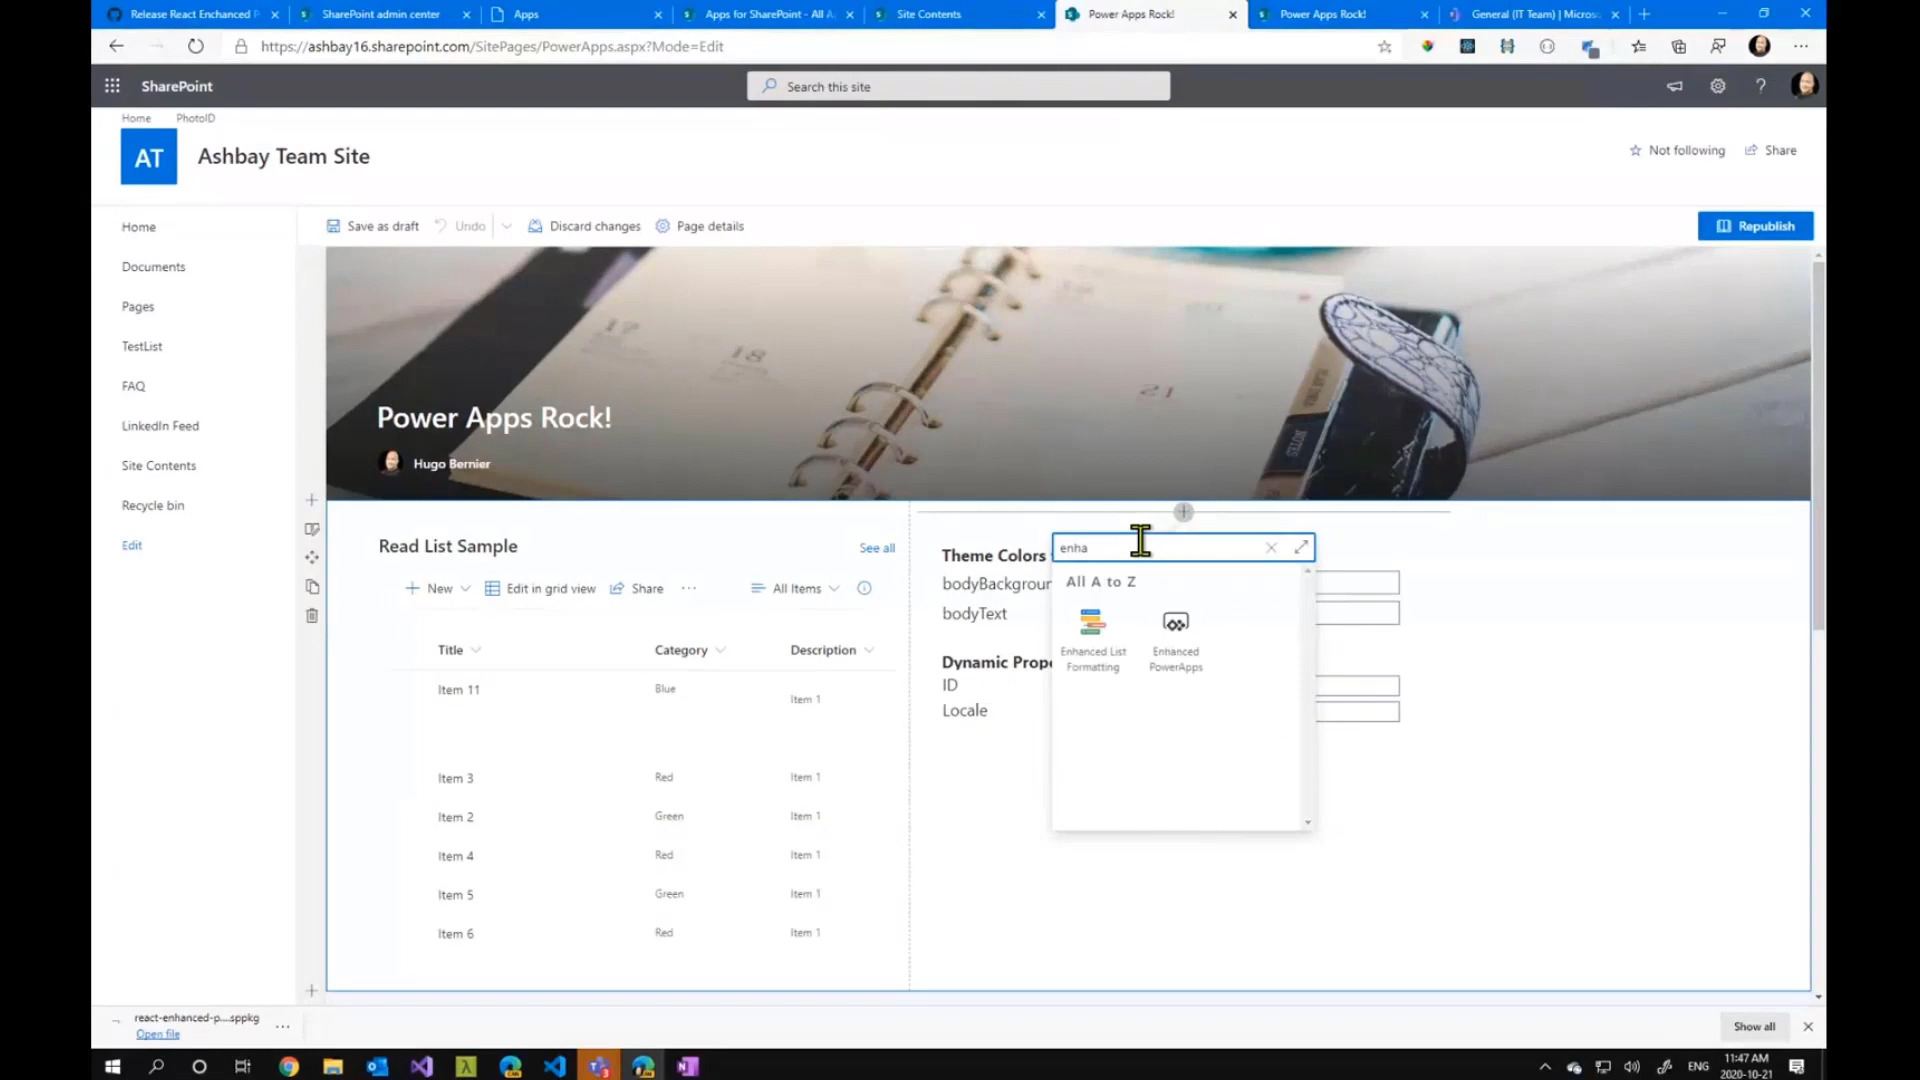 Release React Enchanced P
SharePoint admin center
Apps
Apps for SharePoint - All A
Site Contents
Power Apps Rock!
Power Apps Rock!
General (IT Team) | Microso
https://ashbay16.sharepoint.com/SitePages/PowerApps.aspx?Mode=Edit
SharePoint
Search this site
?
Home
PhotoID
AT
Ashbay Team Site
Not following
Share
Home
Documents
Pages
TestList
FAQ
LinkedIn Feed
Site Contents
Recycle bin
Edit
Save as draft
Undo
Discard changes
Page details
Republish
17
18
21
NOTES
Power Apps Rock!
Hugo Bernier
Read List Sample
See all
New
Edit in grid view
Share
All Items
Title
Category
Description
Item 11
Blue
Item 1
Item 3
Red
Item 1
Item 2
Green
Item 1
Item 4
Red
Item 1
Item 5
Green
Item 1
Item 6
Red
Item 1
Theme Colors
bodyBackgroun
bodyText
Dynamic Prope
ID
Locale
enha
All A to Z
Enhanced List
Formatting
Enhanced
PowerApps
react-enhanced-p....sppkg
Open file
Show all
ENG
11:47 AM
2020-10-21